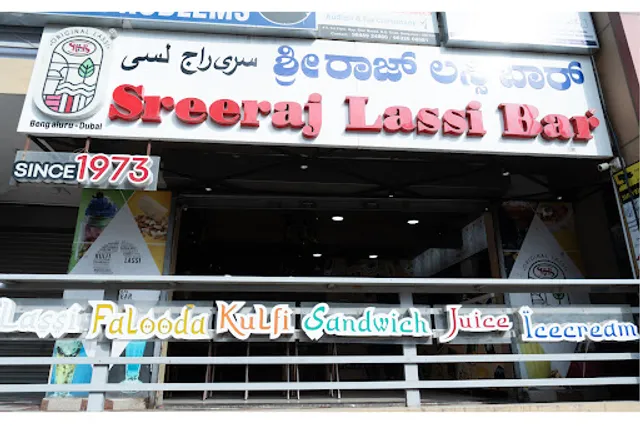 ORIGINAL LASSI
Bengaluru - Dubai
سری راج لسی
ಶ್ರೀರಾಜ್ ಲಸ್ಸಿ ಬಾರ್
Sreeraj Lassi Bar
SINCE 1973
LASSI
Lassi Falooda Kulfi Sandwich Juice Icecream